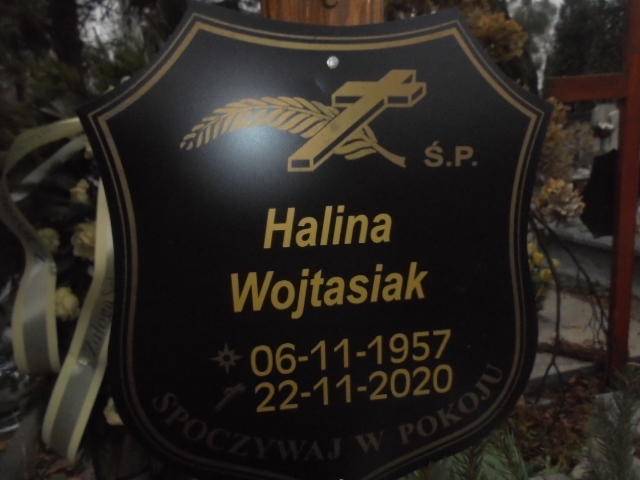 Ś.P.
Halina
Wojtasiak
06-11-1957
22-11-2020
SPOCZYWAJ W POKOJU